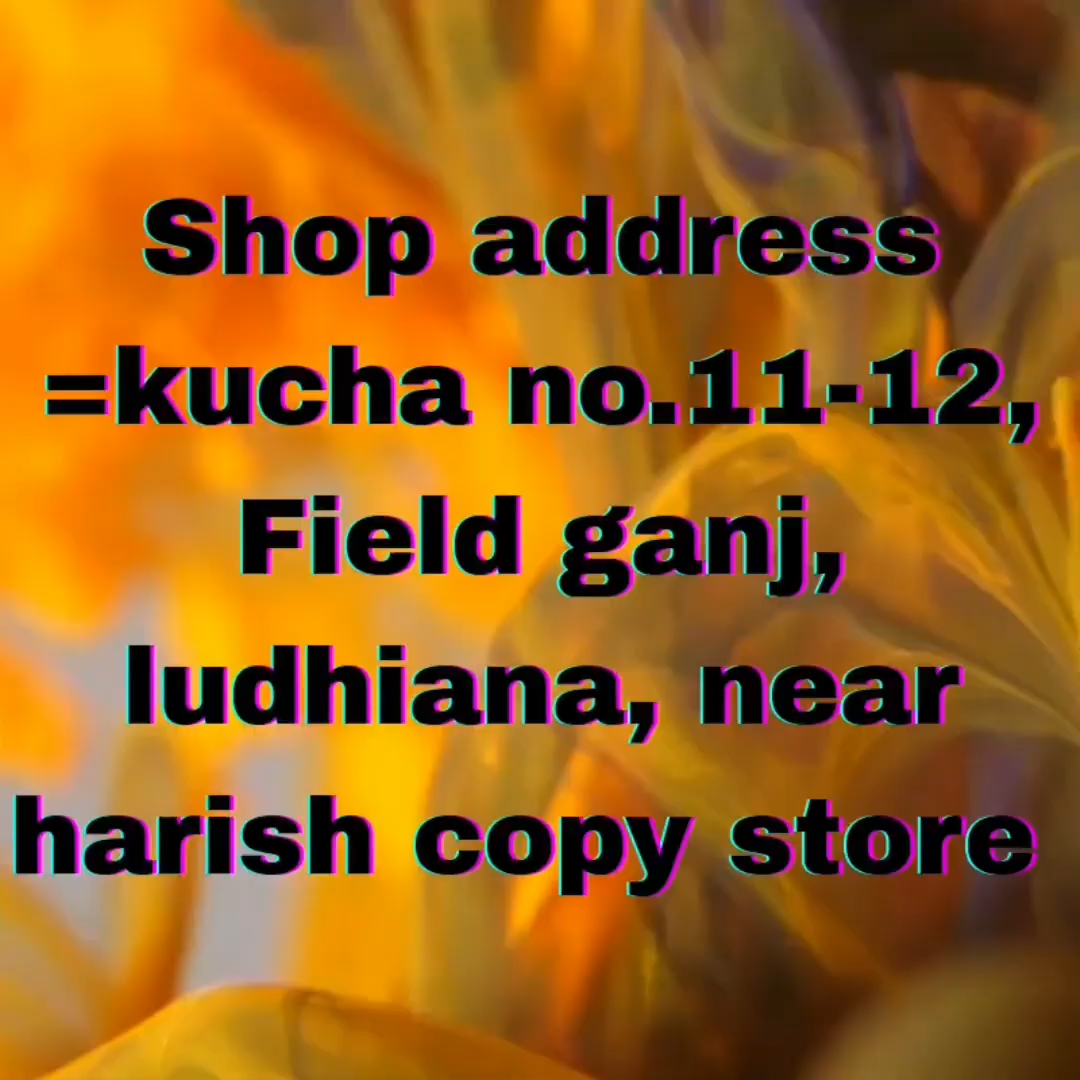 Shop address
=kucha no.11-12,
Field ganj,
ludhiana, near
harish copy store